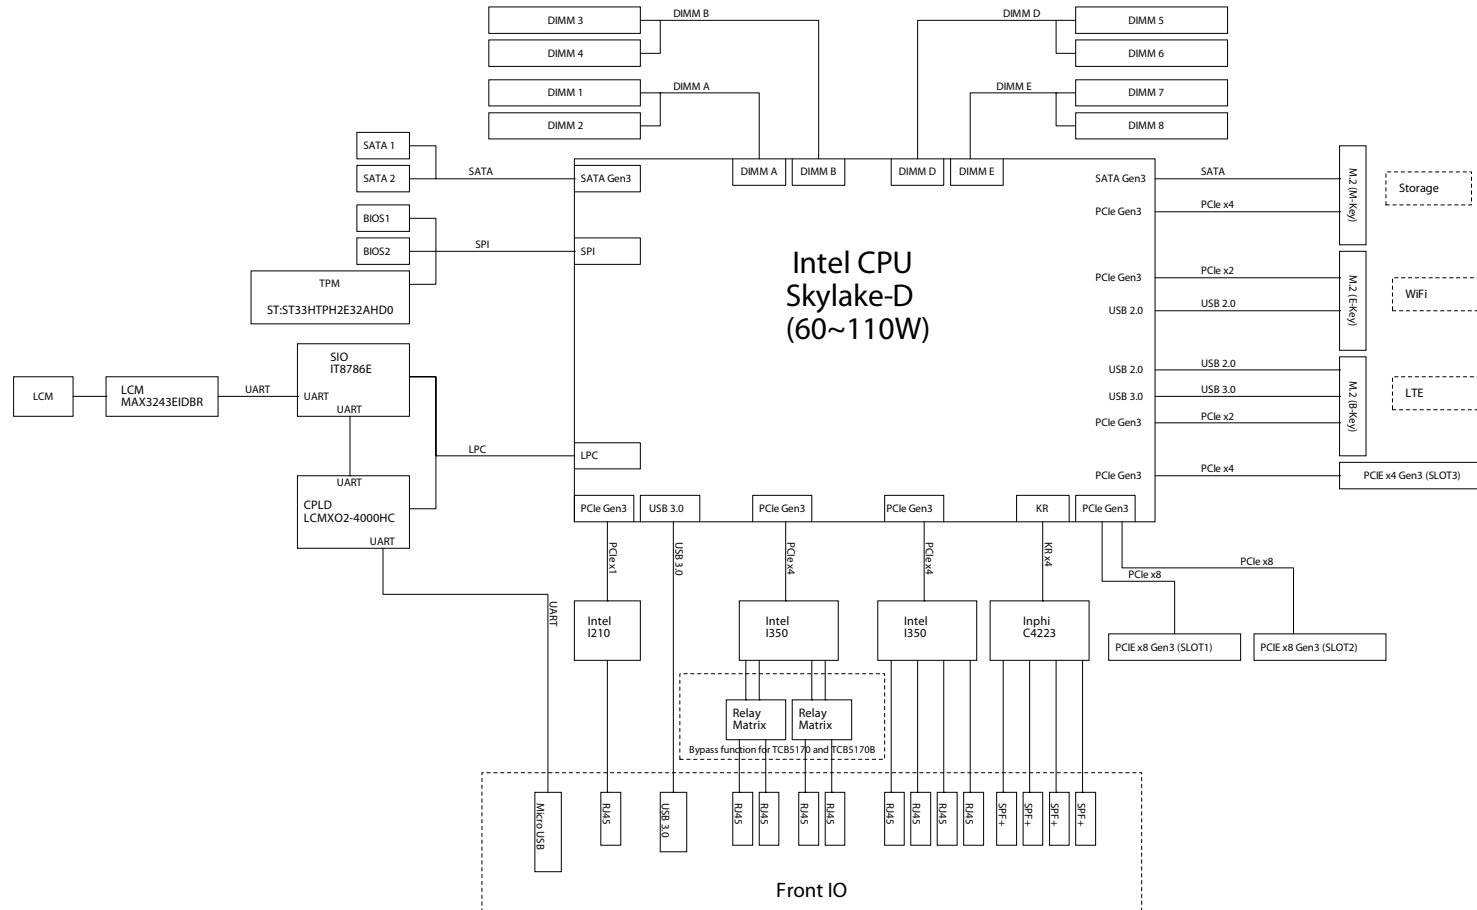 DIMM 3
DIMM B
DIMM 4
DIMM 1
DIMM A
DIMM 2
DIMM D
DIMM 5
DIMM 6
DIMM E
DIMM 7
DIMM 8
SATA 1
SATA 2
SATA
SATA Gen3
BIOS1
BIOS2
SPI
SPI
TPM
ST:ST33HTPH2E32AHD0
DIMM A
DIMM B
DIMM D
DIMM E
Intel CPU
Skylake-D
(60~110W)
SATA Gen3
SATA
PCIe Gen3
PCIe x4
M.2 (M-Key)
Storage
PCIe Gen3
PCIe x2
USB 2.0
USB 2.0
M.2 (E-Key)
WiFi
USB 2.0
USB 2.0
USB 3.0
USB 3.0
PCIe Gen3
PCIe x2
M.2 (B-Key)
LTE
PCIe Gen3
PCIe x4
PCIE x4 Gen3 (SLOT3)
LCM
LCM
MAX3243EIDBR
UART
SIO
IT8786E
UART
UART
LPC
LPC
UART
CPLD
LCMXO2-4000HC
UART
UART
PCIe Gen3
USB 3.0
PCIe Gen3
PCIe Gen3
KR
PCIe Gen3
PCIe x1
USB 3.0
PCIe x4
PCIe x4
KR x4
PCIe x8
PCIe x8
Intel
I210
Intel
I350
Intel
I350
Inphi
C4223
PCIE x8 Gen3 (SLOT1)
PCIE x8 Gen3 (SLOT2)
Relay
Matrix
Relay
Matrix
Bypass function for TCB5170 and TCB5170B
Micro USB
RJ45
USB 3.0
RJ45
RJ45
RJ45
RJ45
RJ45
RJ45
RJ45
RJ45
SPF+
SPF+
SPF+
SPF+
Front IO